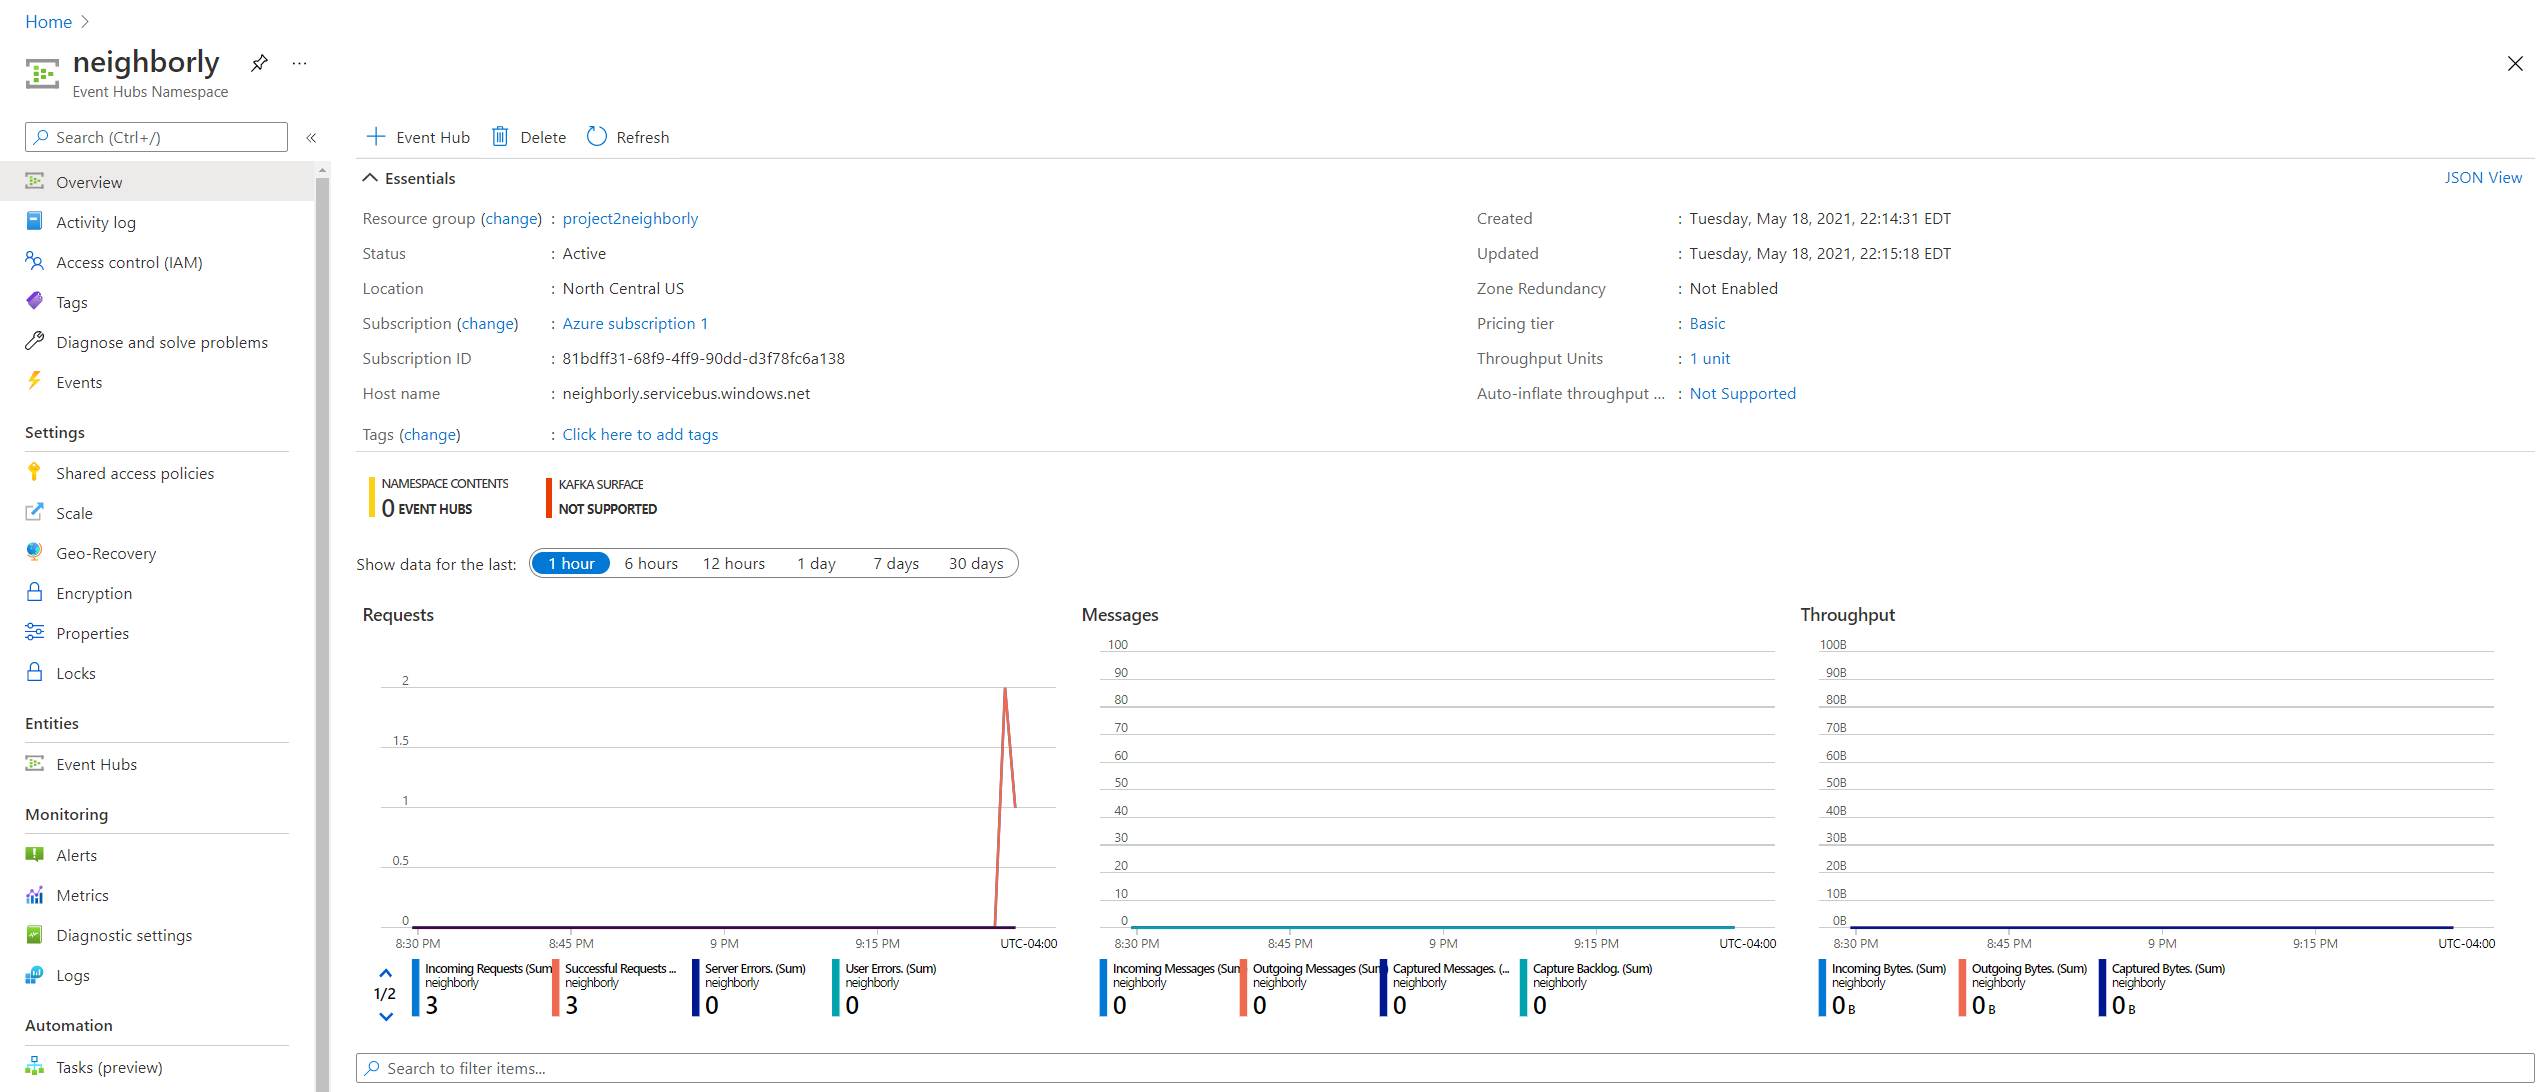 Home
neighborly
Event Hubs Namespace
Search (Ctrl+/)
Overview
Activity log
Access control (IAM)
Tags
Diagnose and solve problems
Events
Settings
Shared access policies
Scale
Geo-Recovery
Encryption
Properties
Locks
Entities
Event Hubs
Monitoring
Alerts
Metrics
Diagnostic settings
Logs
Automation
Tasks (preview)
Event Hub Delete Refresh
Essentials
JSON View
Resource group (change) : project2neighborly
Status : Active
Location : North Central US
Subscription (change) : Azure subscription 1
Subscription ID : 81bdff31-68f9-4ff9-90dd-d3f78fc6a138
Host name : neighborly.servicebus.windows.net
Tags (change) : Click here to add tags
Created : Tuesday, May 18, 2021, 22:14:31 EDT
Updated : Tuesday, May 18, 2021, 22:15:18 EDT
Zone Redundancy : Not Enabled
Pricing tier : Basic
Throughput Units : 1 unit
Auto-inflate throughput ... : Not Supported
NAMESPACE CONTENTS
0 EVENT HUBS
KAFKA SURFACE
NOT SUPPORTED
Show data for the last: 1 hour 6 hours 12 hours 1 day 7 days 30 days
Requests
2
1.5
1
0.5
0
8:30 PM 8:45 PM 9 PM 9:15 PM UTC-04:00
1/2
Incoming Requests (Sum
neighborly
3
Successful Requests ...
neighborly
3
Server Errors. (Sum)
neighborly
0
User Errors. (Sum)
neighborly
0
Messages
100
90
80
70
60
50
40
30
20
10
0
8:30 PM 8:45 PM 9 PM 9:15 PM UTC-04:00
Incoming Messages (Sum
neighborly
0
Outgoing Messages (Sum
neighborly
0
Captured Messages. (...
neighborly
0
Capture Backlog. (Sum)
neighborly
0
Throughput
100B
90B
80B
70B
60B
50B
40B
30B
20B
10B
0B
8:30 PM 8:45 PM 9 PM 9:15 PM UTC-04:00
Incoming Bytes. (Sum)
neighborly
0 B
Outgoing Bytes. (Sum)
neighborly
0 B
Captured Bytes. (Sum)
neighborly
0 B
Search to filter items...